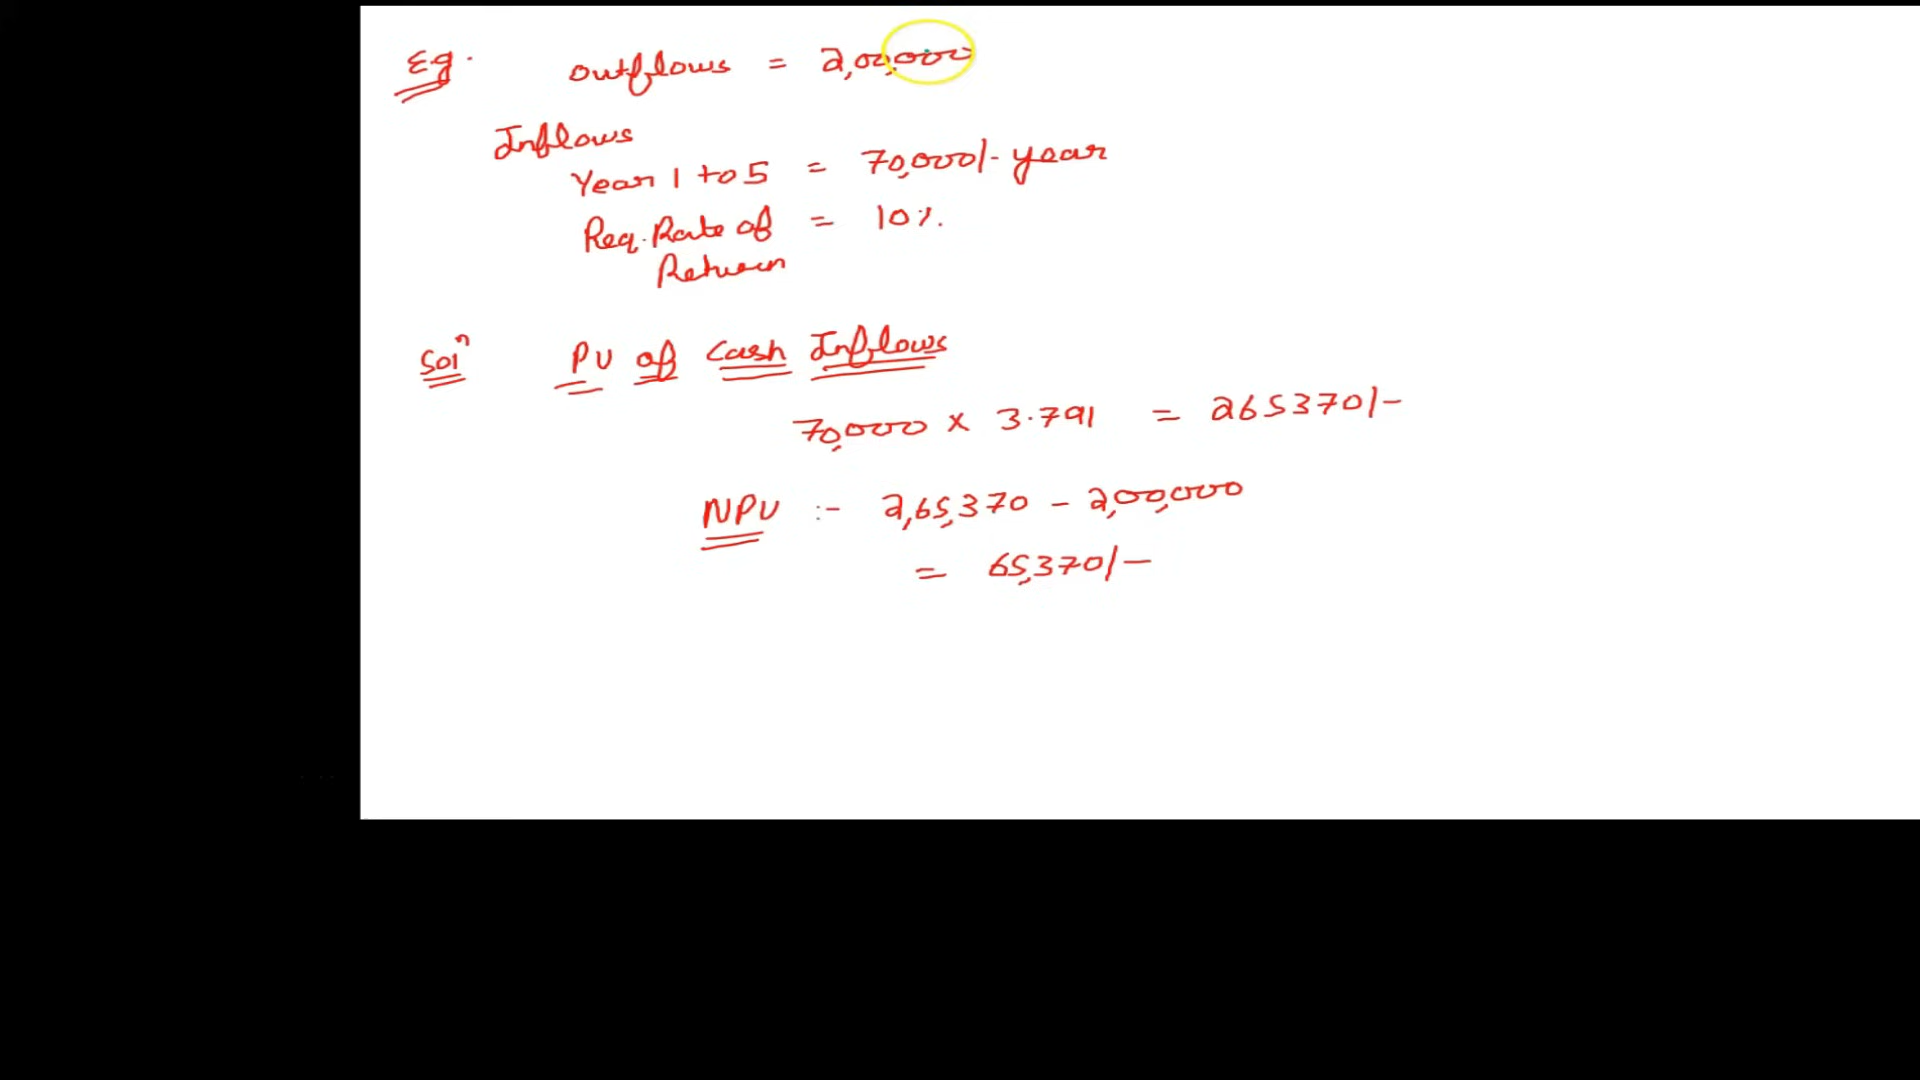 Eg. outflows = 2,00,000
Inflows
Year 1 to 5 = 70,000/- year
Req. Rate of = 10%.
Return
Solⁿ PV of Cash Inflows
70,000 x 3.791 = 265370/-
NPV :- 2,65,370 - 2,00,000
= 65,370/-